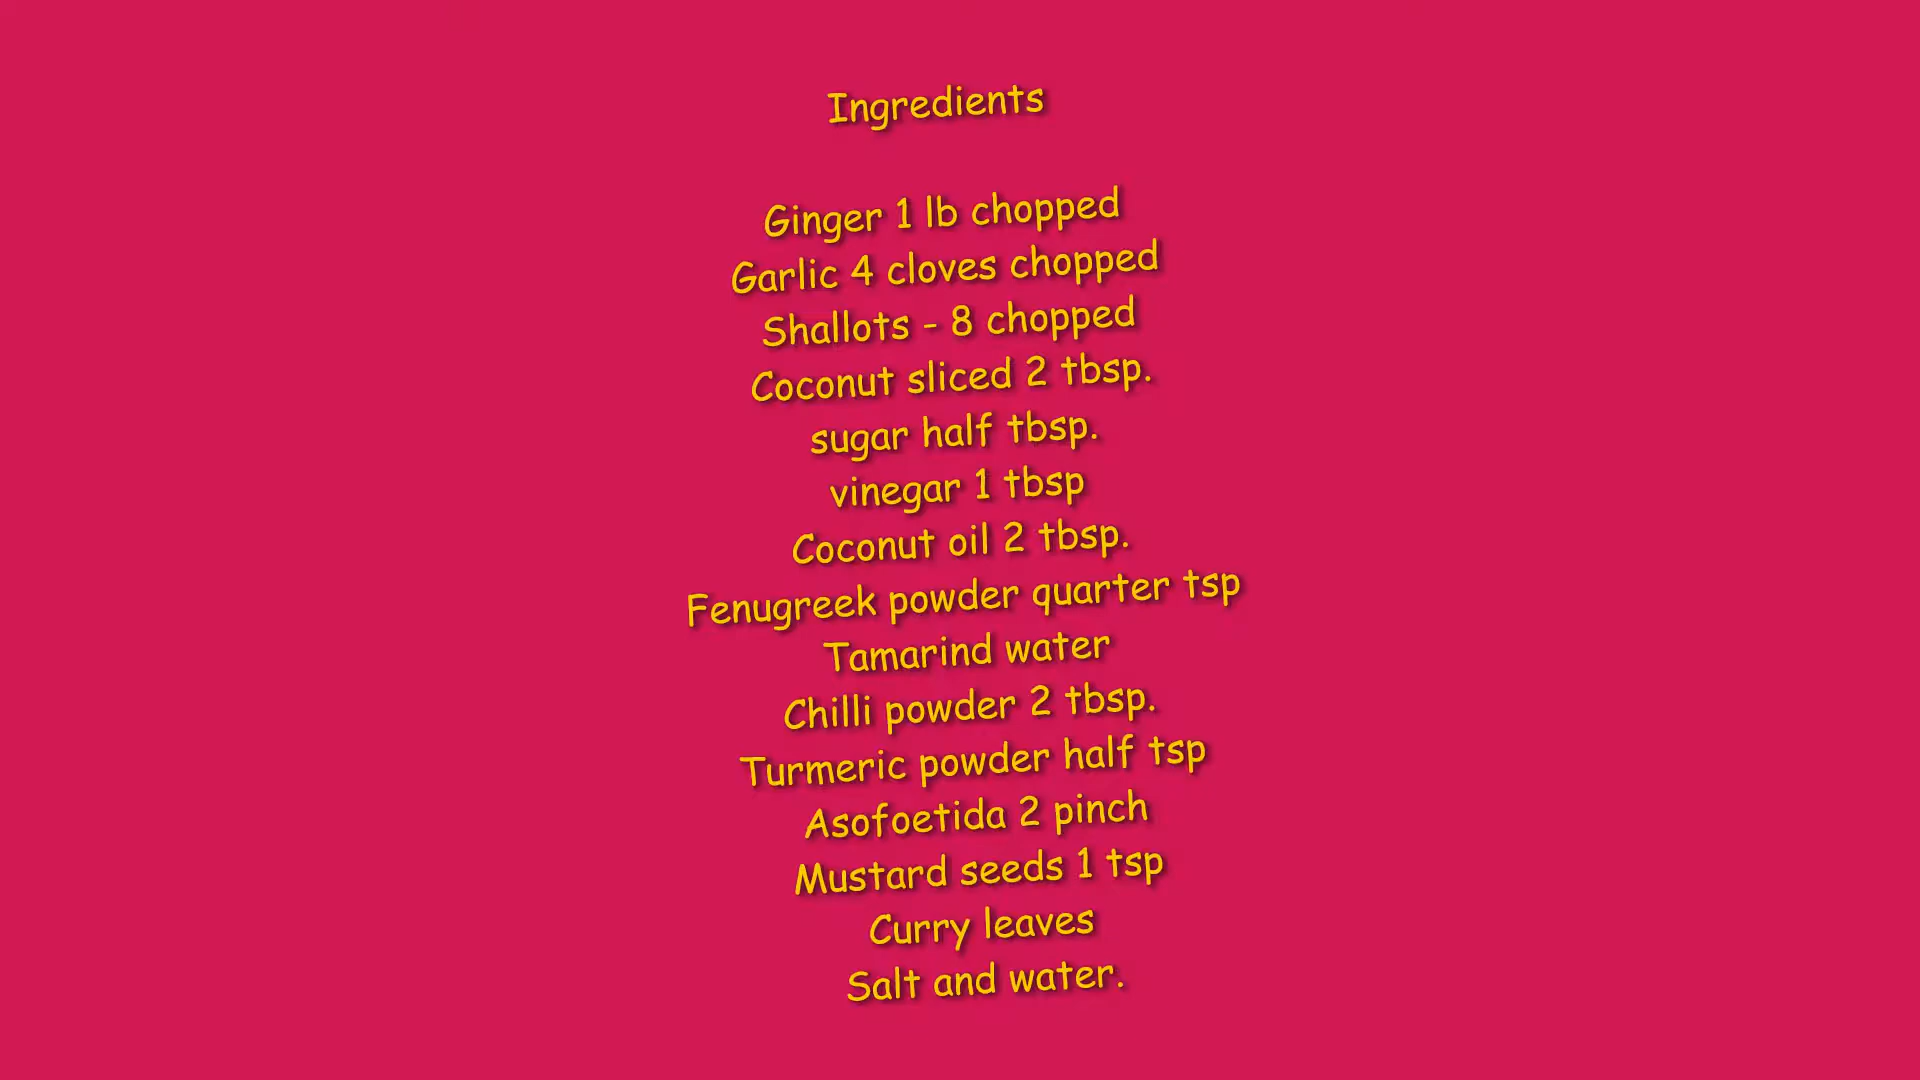 Ingredients
Ginger 1 lb chopped
Garlic 4 cloves chopped
Shallots - 8 chopped
Coconut sliced 2 tbsp.
sugar half tbsp.
vinegar 1 tbsp
Coconut oil 2 tbsp.
Fenugreek powder quarter tsp
Tamarind water
Chilli powder 2 tbsp.
Turmeric powder half tsp
Asofoetida 2 pinch
Mustard seeds 1 tsp
Curry leaves
Salt and water.